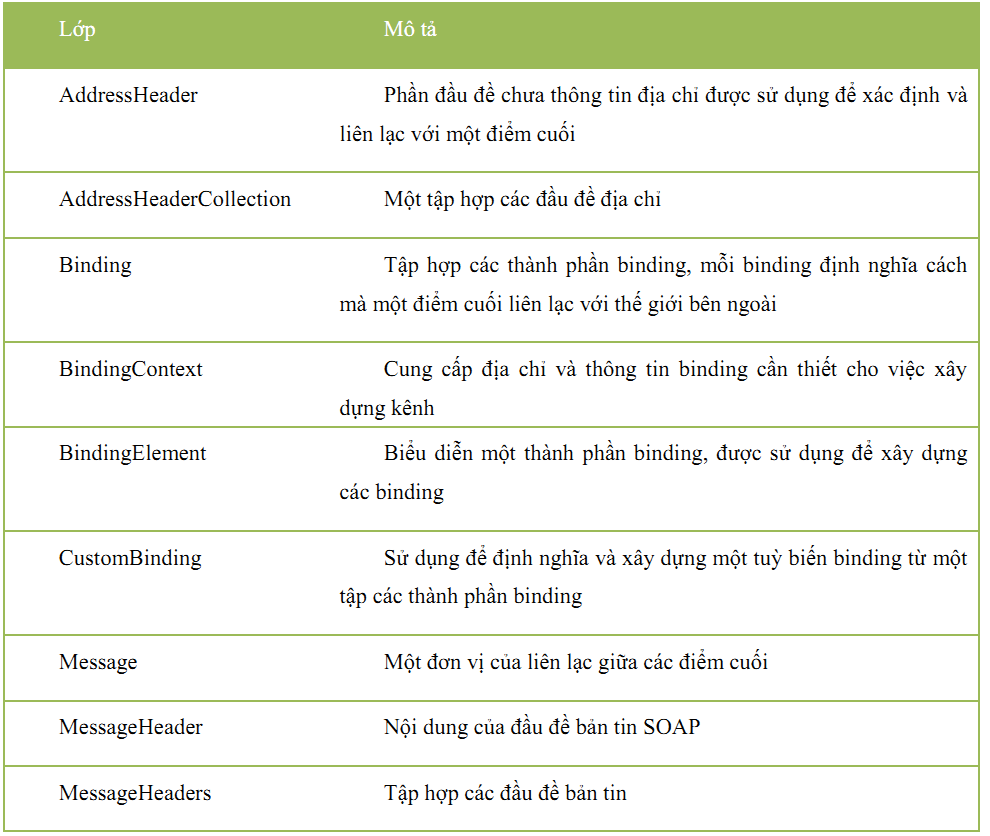 Lớp Mô tả
AddressHeader Phần đầu đề chưa thông tin địa chỉ được sử dụng để xác định và
liên lạc với một điểm cuối
AddressHeaderCollection Một tập hợp các đầu đề địa chỉ
Binding Tập hợp các thành phần binding, mỗi binding định nghĩa cách
mà một điểm cuối liên lạc với thế giới bên ngoài
BindingContext Cung cấp địa chỉ và thông tin binding cần thiết cho việc xây
dựng kênh
BindingElement Biểu diễn một thành phần binding, được sử dụng để xây dựng
các binding
CustomBinding Sử dụng để định nghĩa và xây dựng một tuỳ biến binding từ một
tập các thành phần binding
Message Một đơn vị của liên lạc giữa các điểm cuối
MessageHeader Nội dung của đầu đề bản tin SOAP
MessageHeaders Tập hợp các đầu đề bản tin